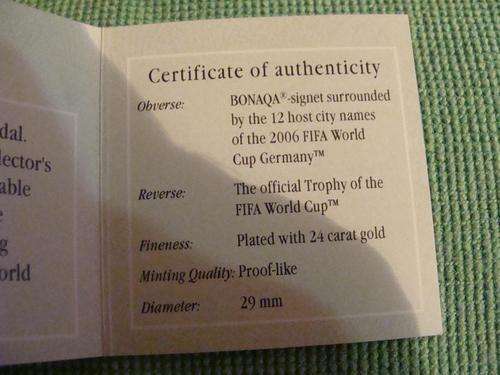 dal.
lector's
able
e
g
orld
Certificate of authenticity
Obverse: BONAQA®-signet surrounded
by the 12 host city names
of the 2006 FIFA World
Cup Germany™
Reverse: The official Trophy of the
FIFA World Cup™
Fineness: Plated with 24 carat gold
Minting Quality: Proof-like
Diameter: 29 mm